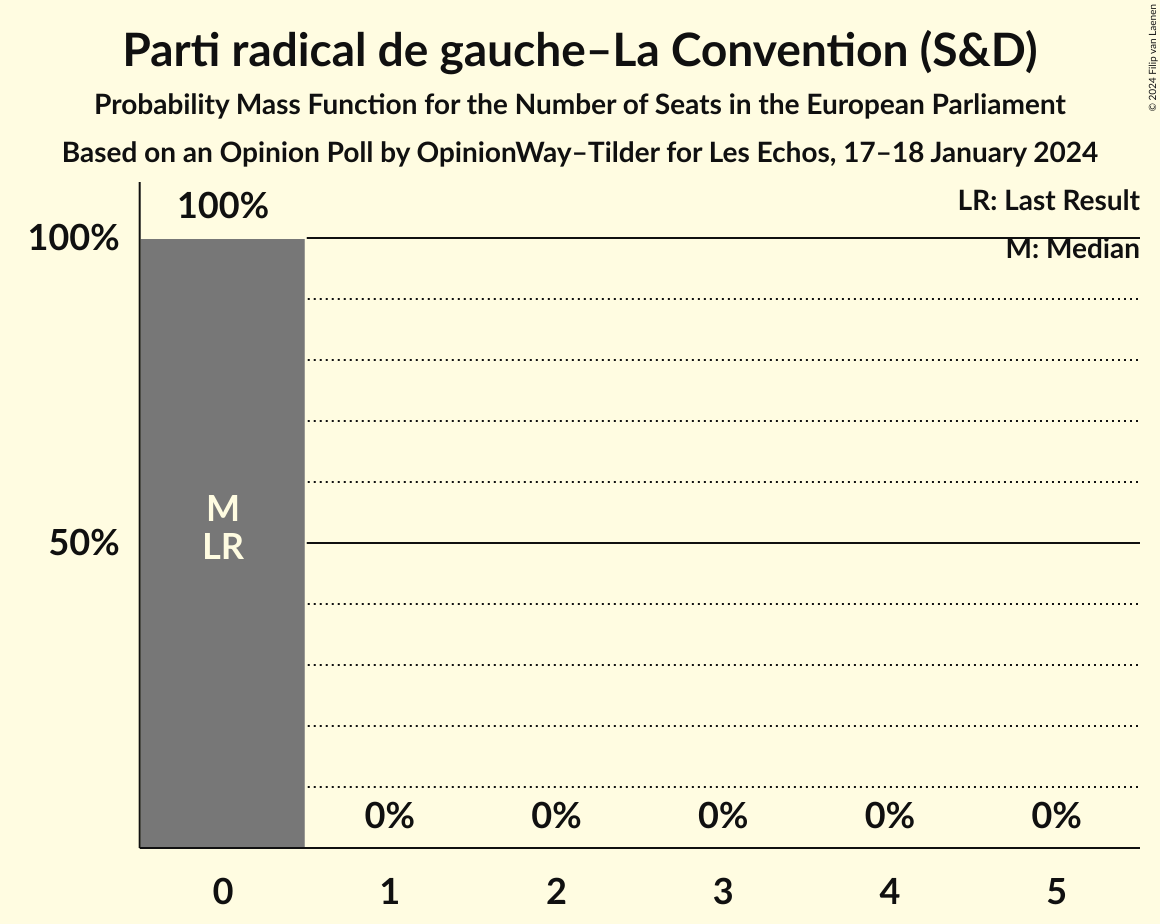 Parti radical de gauche–La Convention (S&D)
Probability Mass Function for the Number of Seats in the European Parliament
Based on an Opinion Poll by OpinionWay–Tilder for Les Echos, 17–18 January 2024
© 2024 Filip van Laenen
LR: Last Result
M: Median
100%
100%
50%
M
LR
0% 0% 0% 0% 0%
0 1 2 3 4 5